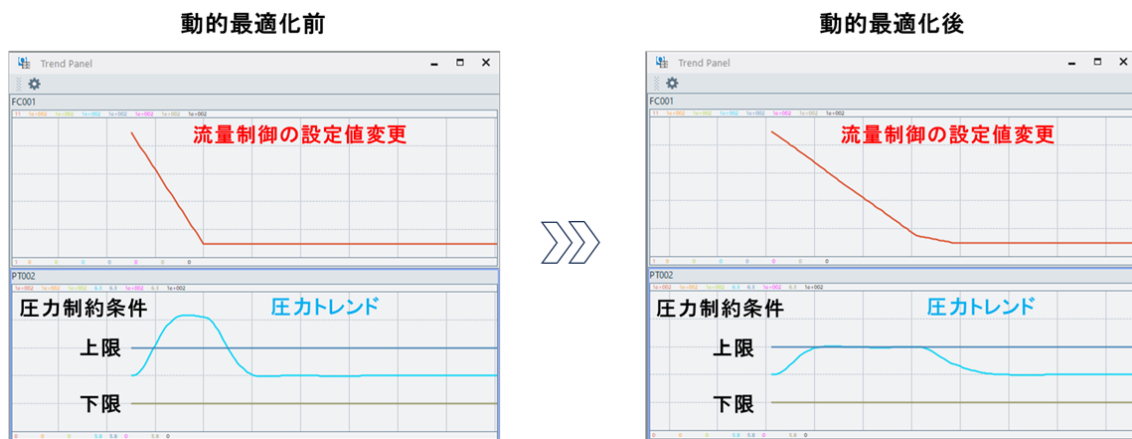 動的最適化前
動的最適化後
Trend Panel
FC001
流量制御の設定値変更
PT002
圧力制約条件
圧力トレンド
上限
下限
Trend Panel
FC001
流量制御の設定値変更
PT002
圧力制約条件
圧力トレンド
上限
下限